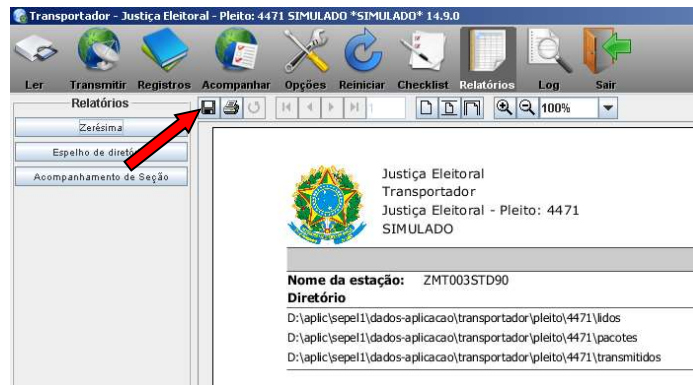 Transportador - Justiça Eleitoral - Pleito: 4471 SIMULADO *SIMULADO* 14.9.0
Ler Transmitir Registros Acompanhar Opções Reiniciar Checklist Relatórios Log Sair
Relatórios
1 100%
Zerésima
Espelho de diretó
Acompanhamento de Seção
Justiça Eleitoral
Transportador
Justiça Eleitoral - Pleito: 4471
SIMULADO
Nome da estação: ZMT003STD90
Diretório
D:\aplic\sepel1\dados-aplicacao\transportador\pleito\4471\lidos
D:\aplic\sepel1\dados-aplicacao\transportador\pleito\4471\pacotes
D:\aplic\sepel1\dados-aplicacao\transportador\pleito\4471\transmitidos